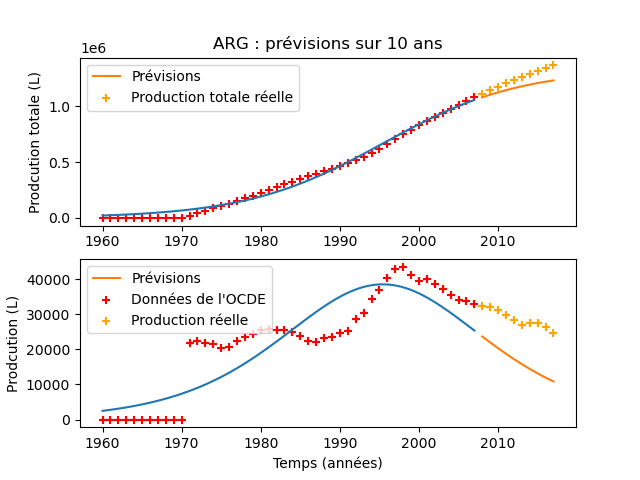 ARG : prévisions sur 10 ans
1e6
Prodcution totale (L)
1.0
0.5
0.0
Prévisions
Production totale réelle
1960 1970 1980 1990 2000 2010
Prodcution (L)
40000
30000
20000
10000
0
Prévisions
Données de l'OCDE
Production réelle
1960 1970 1980 1990 2000 2010
Temps (années)